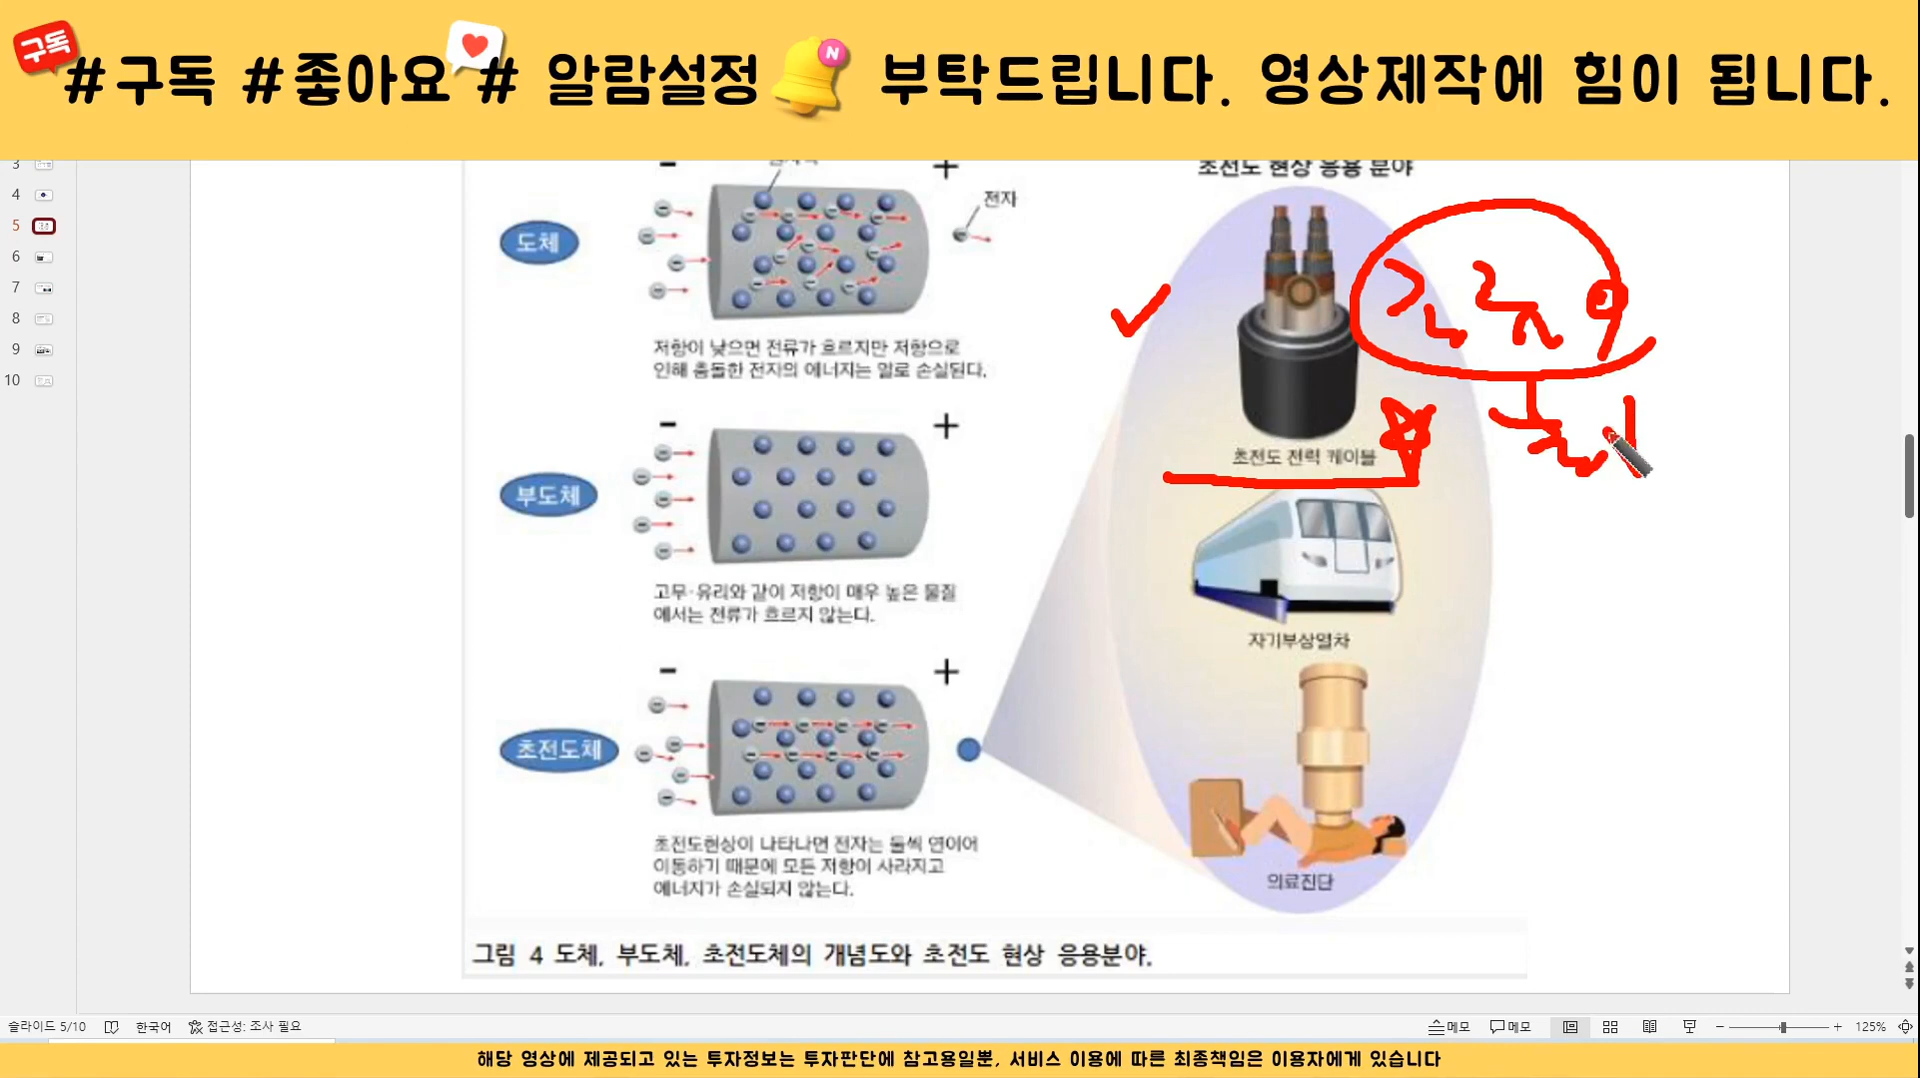 구독
#구독 #좋아요 # 알람설정 부탁드립니다. 영상제작에 힘이 됩니다.
N
3
4
5
6
7
8
9
10
초전도 현상 응용 분야
- +
전자
도체
저항이 낮으면 전류가 흐르지만 저항으로
인해 충돌한 전자의 에너지는 열로 손실된다.
- +
부도체
고무·유리와 같이 저항이 매우 높은 물질
에서는 전류가 흐르지 않는다.
- +
초전도체
초전도현상이 나타나면 전자는 둘씩 연이어
이동하기 때문에 모든 저항이 사라지고
에너지가 손실되지 않는다.
초전도 전력 케이블
자기부상열차
의료진단
그림 4 도체, 부도체, 초전도체의 개념도와 초전도 현상 응용분야.
슬라이드 5/10 한국어 접근성: 조사 필요 메모 메모 125%
해당 영상에 제공되고 있는 투자정보는 투자판단에 참고용일뿐, 서비스 이용에 따른 최종책임은 이용자에게 있습니다